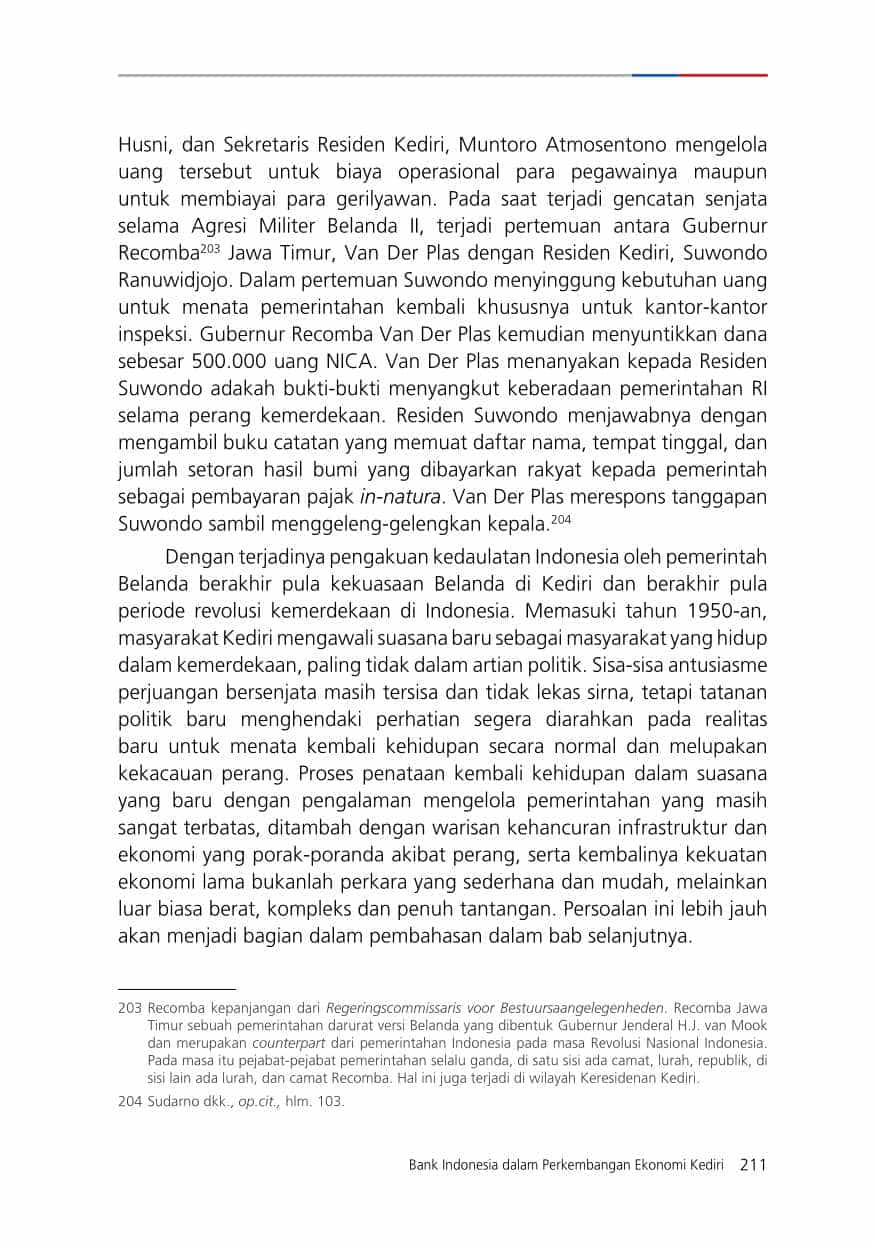 Husni, dan Sekretaris Residen Kediri, Muntoro Atmosentono mengelola
uang tersebut untuk biaya operasional para pegawainya maupun
untuk membiayai para gerilyawan. Pada saat terjadi gencatan senjata
selama Agresi Militer Belanda II, terjadi pertemuan antara Gubernur
Recomba203 Jawa Timur, Van Der Plas dengan Residen Kediri, Suwondo
Ranuwidjojo. Dalam pertemuan Suwondo menyinggung kebutuhan uang
untuk menata pemerintahan kembali khususnya untuk kantor-kantor
inspeksi. Gubernur Recomba Van Der Plas kemudian menyuntikkan dana
sebesar 500.000 uang NICA. Van Der Plas menanyakan kepada Residen
Suwondo adakah bukti-bukti menyangkut keberadaan pemerintahan RI
selama perang kemerdekaan. Residen Suwondo menjawabnya dengan
mengambil buku catatan yang memuat daftar nama, tempat tinggal, dan
jumlah setoran hasil bumi yang dibayarkan rakyat kepada pemerintah
sebagai pembayaran pajak in-natura. Van Der Plas merespons tanggapan
Suwondo sambil menggeleng-gelengkan kepala.204
Dengan terjadinya pengakuan kedaulatan Indonesia oleh pemerintah
Belanda berakhir pula kekuasaan Belanda di Kediri dan berakhir pula
periode revolusi kemerdekaan di Indonesia. Memasuki tahun 1950-an,
masyarakat Kediri mengawali suasana baru sebagai masyarakat yang hidup
dalam kemerdekaan, paling tidak dalam artian politik. Sisa-sisa antusiasme
perjuangan bersenjata masih tersisa dan tidak lekas sirna, tetapi tatanan
politik baru menghendaki perhatian segera diarahkan pada realitas
baru untuk menata kembali kehidupan secara normal dan melupakan
kekacauan perang. Proses penataan kembali kehidupan dalam suasana
yang baru dengan pengalaman mengelola pemerintahan yang masih
sangat terbatas, ditambah dengan warisan kehancuran infrastruktur dan
ekonomi yang porak-poranda akibat perang, serta kembalinya kekuatan
ekonomi lama bukanlah perkara yang sederhana dan mudah, melainkan
luar biasa berat, kompleks dan penuh tantangan. Persoalan ini lebih jauh
akan menjadi bagian dalam pembahasan dalam bab selanjutnya.
203 Recomba kepanjangan dari Regeringscommissaris voor Bestuursaangelegenheden. Recomba Jawa
Timur sebuah pemerintahan darurat versi Belanda yang dibentuk Gubernur Jenderal H.J. van Mook
dan merupakan counterpart dari pemerintahan Indonesia pada masa Revolusi Nasional Indonesia.
Pada masa itu pejabat-pejabat pemerintahan selalu ganda, di satu sisi ada camat, lurah, republik, di
sisi lain ada lurah, dan camat Recomba. Hal ini juga terjadi di wilayah Keresidenan Kediri.
204 Sudarno dkk., op.cit., hlm. 103.
Bank Indonesia dalam Perkembangan Ekonomi Kediri 211